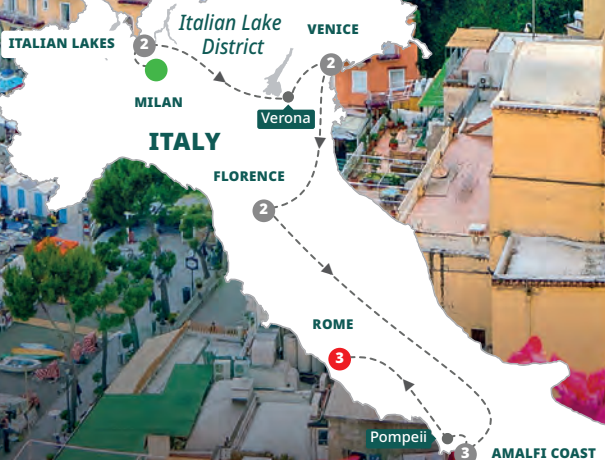 Italian Lake
District
VENICE
ITALIAN LAKES
2
2
MILAN
Verona
ITALY
FLORENCE
2
ROME
3
Pompeii
3
AMALFI COAST